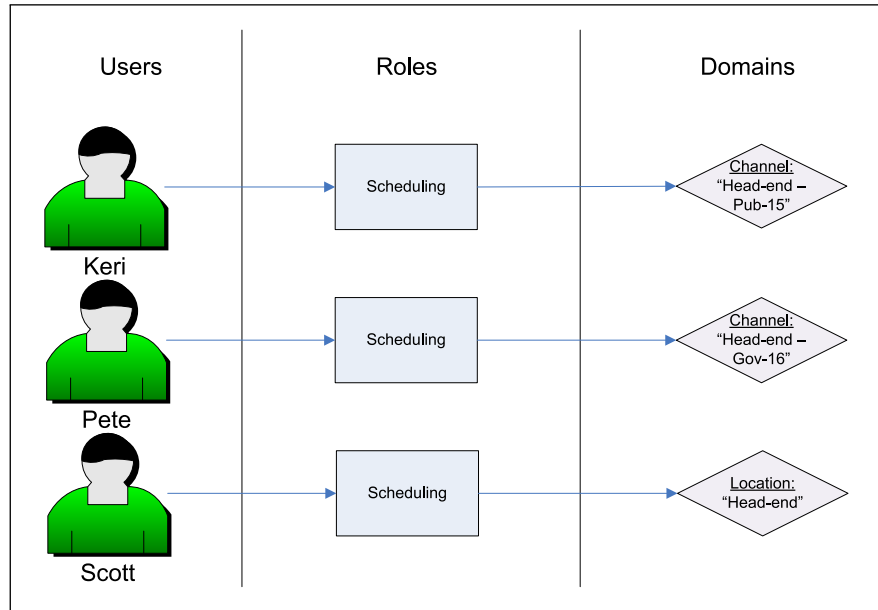 Users
Roles
Domains
Keri
Scheduling
Channel:
“Head-end –
Pub-15”
Pete
Scheduling
Channel:
“Head-end –
Gov-16”
Scott
Scheduling
Location:
“Head-end”